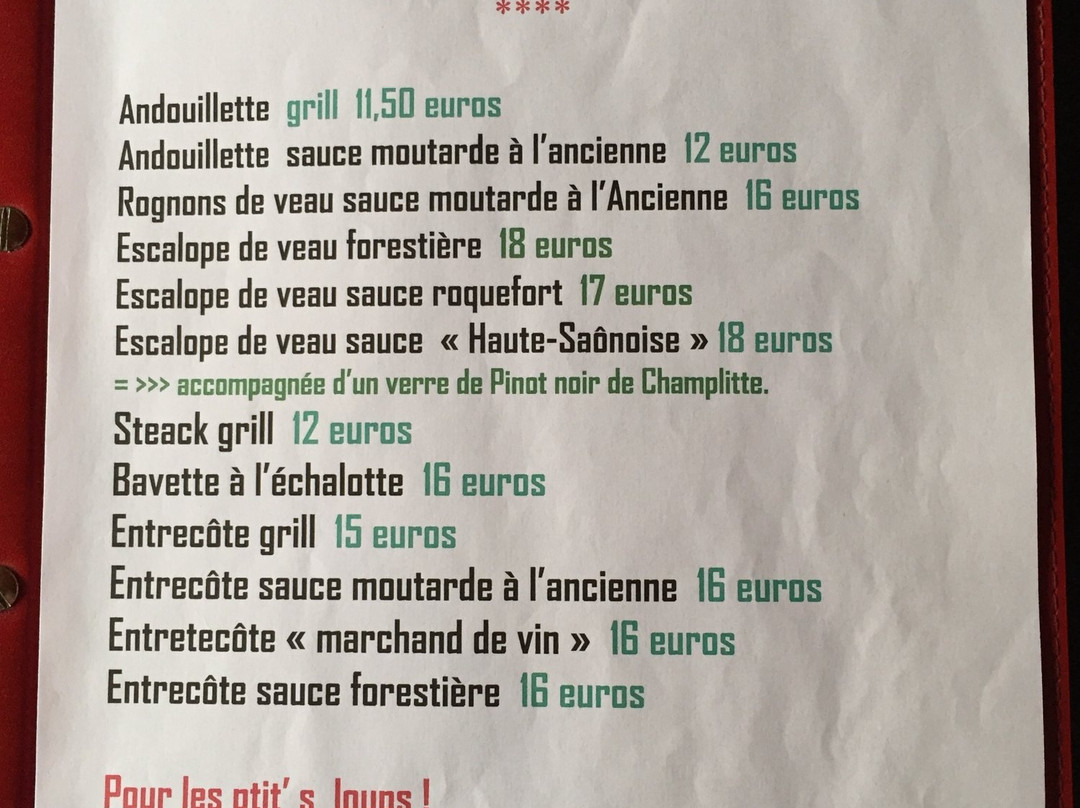 ****
Andouillette grill 11,50 euros
Andouillette sauce moutarde à l'ancienne 12 euros
Rognons de veau sauce moutarde à l'Ancienne 16 euros
Escalope de veau forestière 18 euros
Escalope de veau sauce roquefort 17 euros
Escalope de veau sauce « Haute-Saônoise » 18 euros
= >>> accompagnée d'un verre de Pinot noir de Champlitte.
Steack grill 12 euros
Bavette à l'échalotte 16 euros
Entrecôte grill 15 euros
Entrecôte sauce moutarde à l'ancienne 16 euros
Entretecôte « marchand de vin » 16 euros
Entrecôte sauce forestière 16 euros
Pour les ptit' s loups !